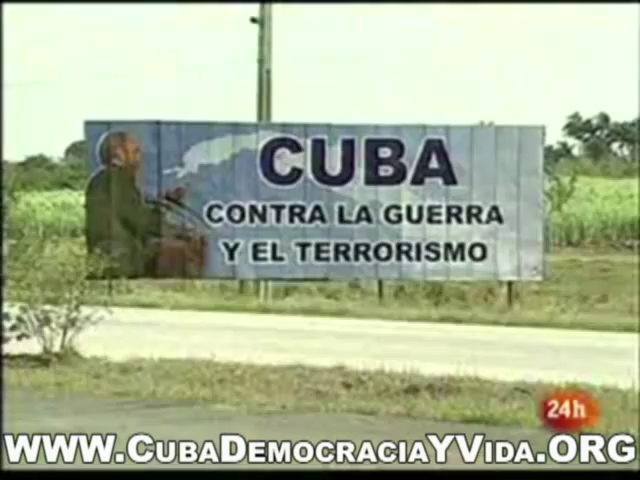 CUBA
CONTRA LA GUERRA
Y EL TERRORISMO
24h
WWW.CUBADEMOCRACIAYVIDA.ORG